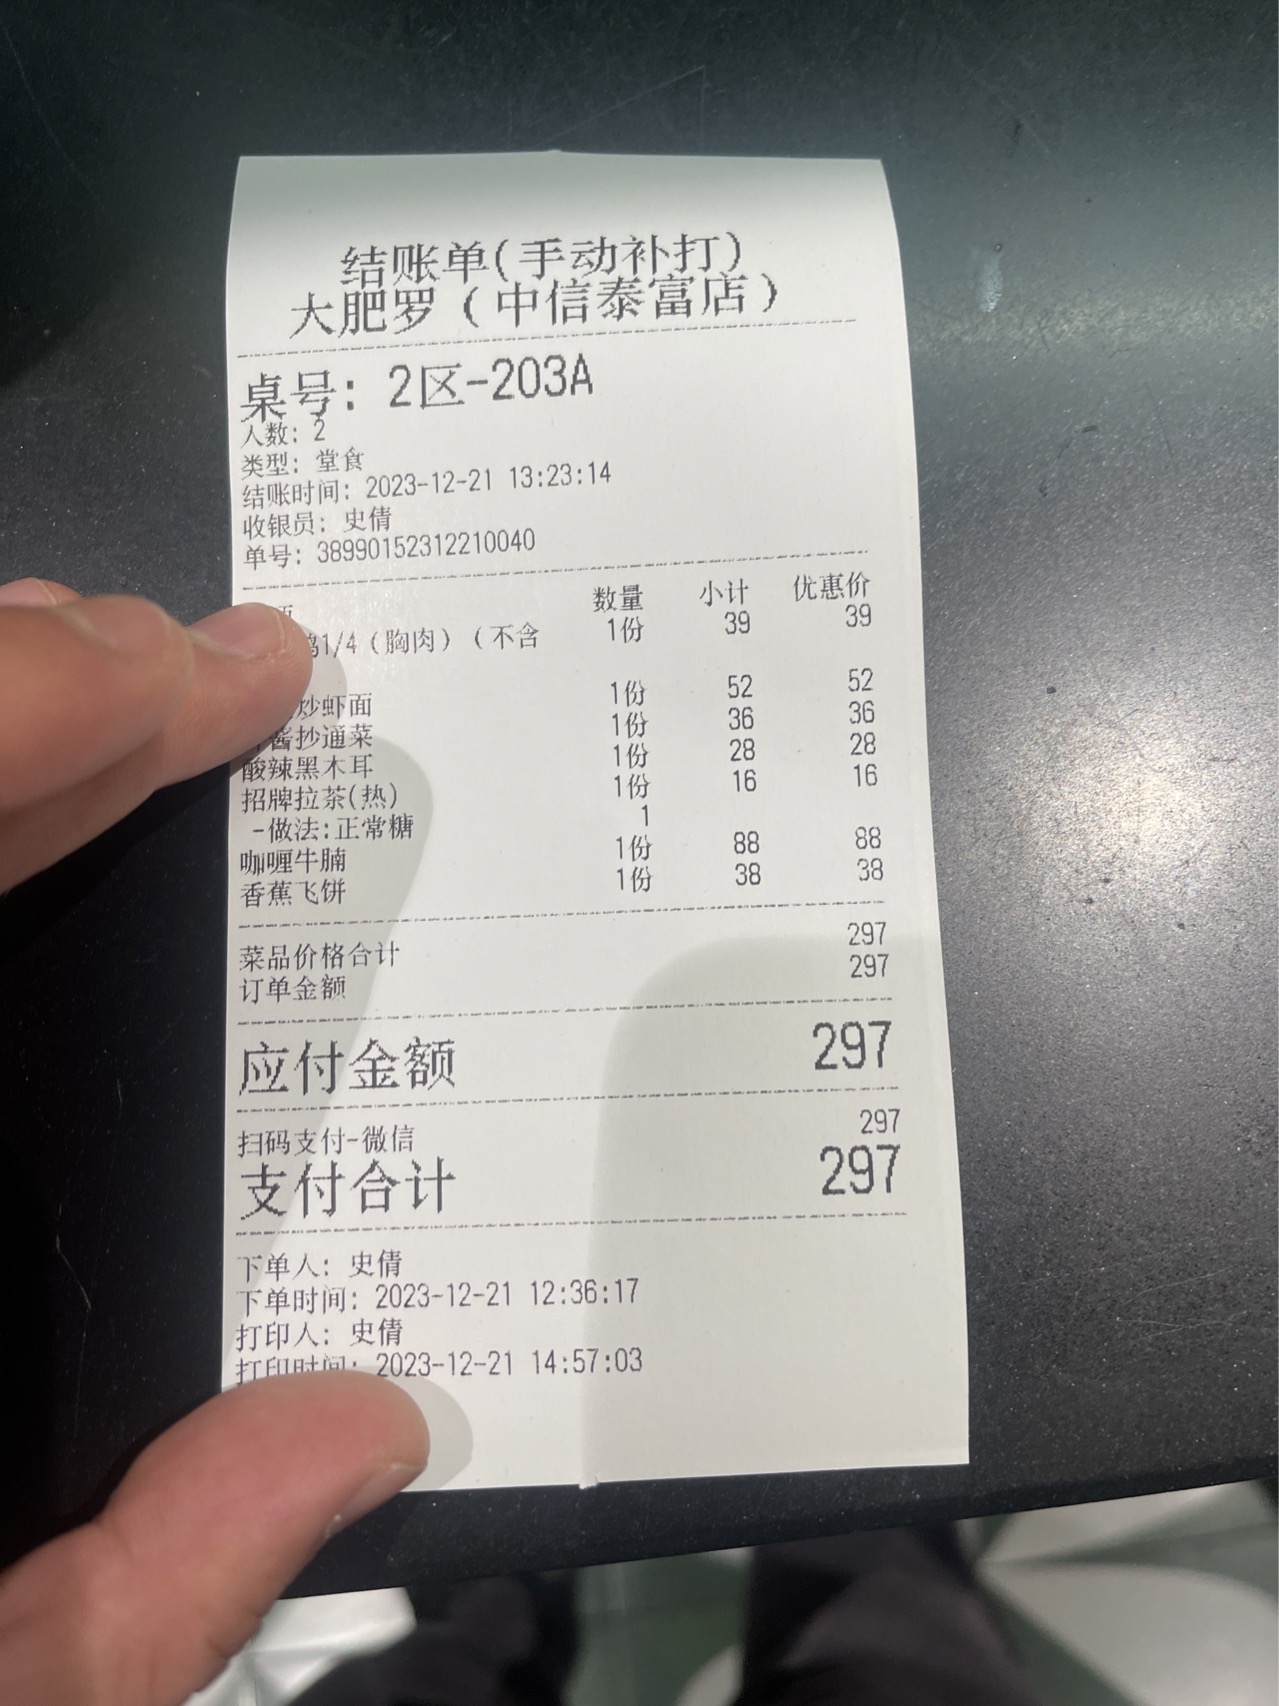 结账单(手动补打)
大肥罗（中信泰富店）
桌号: 2区-203A
人数: 2
类型: 堂食
结账时间: 2023-12-21 13:23:14
收银员: 史倩
单号: 38990152312210040
数量 小计 优惠价
1/4（胸肉）（不含 1份 39 39
炒虾面 1份 52 52
酱抄通菜 1份 36 36
酸辣黑木耳 1份 28 28
招牌拉茶(热) 1份 16 16
-做法:正常糖 1
咖喱牛腩 1份 88 88
香蕉飞饼 1份 38 38
菜品价格合计 297
订单金额 297
应付金额 297
扫码支付-微信 297
支付合计 297
下单人: 史倩
下单时间: 2023-12-21 12:36:17
打印人: 史倩
打印时间: 2023-12-21 14:57:03